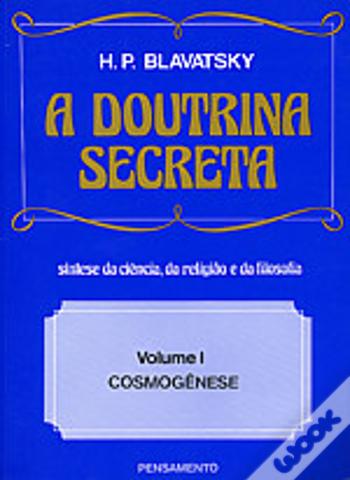 H. P. BLAVATSKY
A DOUTRINA
SECRETA
síntese da ciência, da religião e da filosofia
Volume I
COSMOGÊNESE
PENSAMENTO
wook